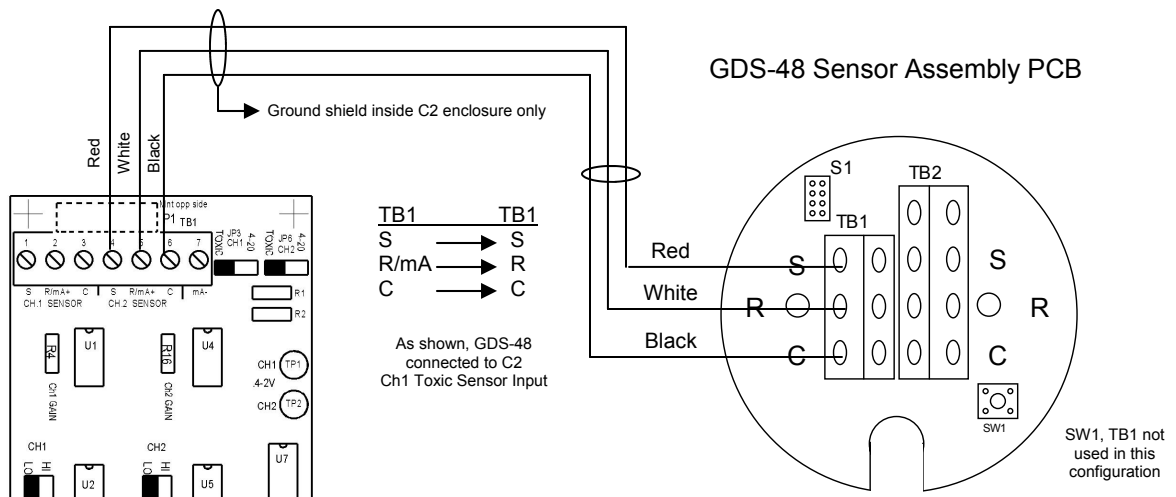 GDS-48 Sensor Assembly PCB
Ground shield inside C2 enclosure only
Red
White
Black
Mnt opp side
P1 TB1
1 2 3 4 5 6 7
S R/mA+ C S R/mA+ C mA-
CH.1 SENSOR CH.2 SENSOR
TOXIC JP3 CH1 4-20
TOXIC JP6 CH2 4-20
R1
R2
R4
U1
R16
U4
Ch1 GAIN
Ch2 GAIN
CH1 TP1
.4-2V
CH2 TP2
CH1
LO HI
U2
CH2
LO HI
U5
U7
TB1 TB1
S S
R/mA R
C C
As shown, GDS-48
connected to C2
Ch1 Toxic Sensor Input
Red
White
Black
S1
TB2
TB1
S S
R R
C C
SW1
SW1, TB1 not
used in this
configuration